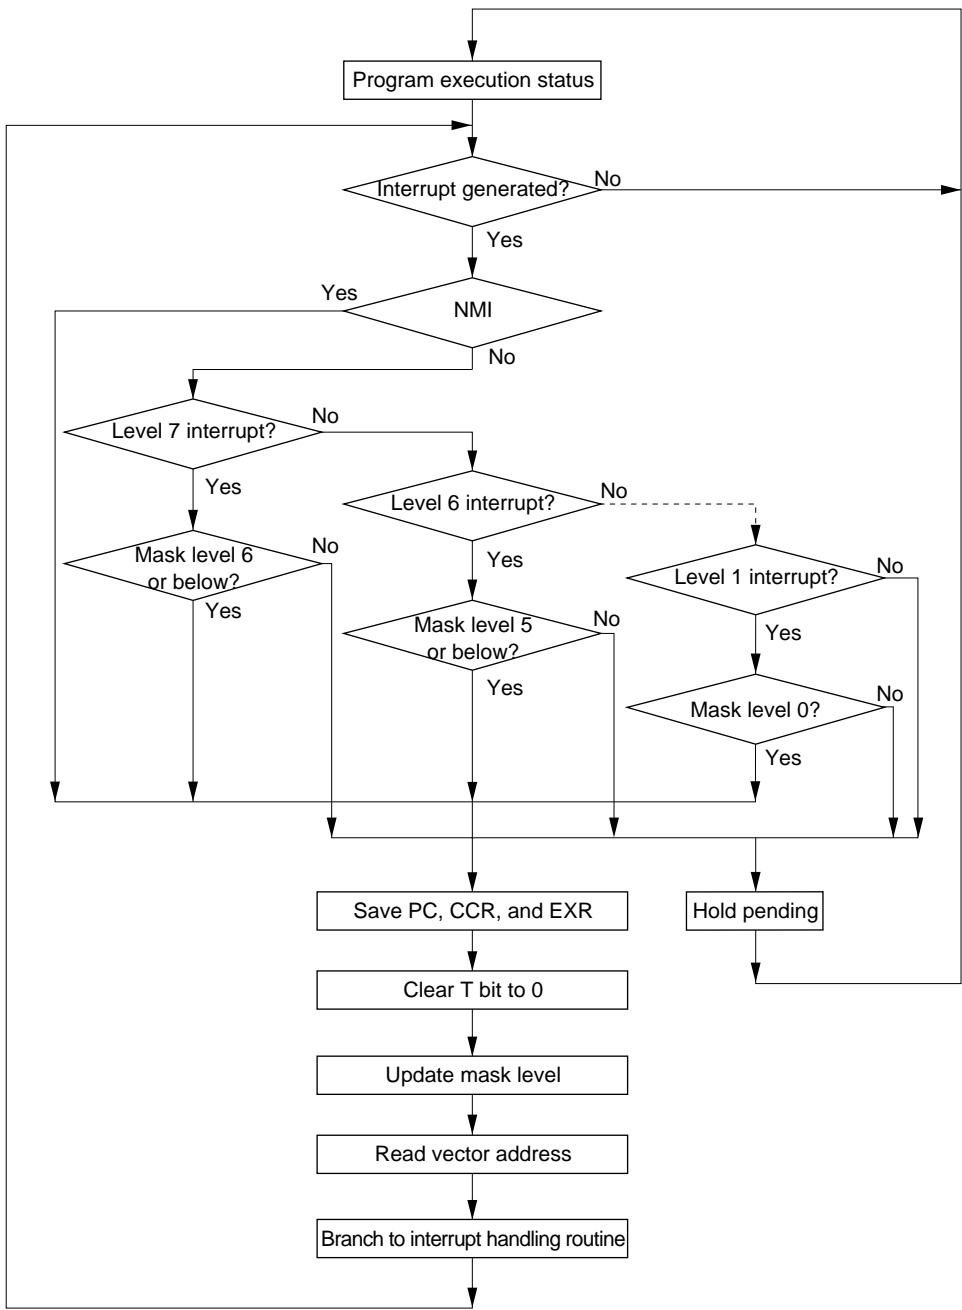 Program execution status
Interrupt generated?
No
Yes
Yes
NMI
No
Level 7 interrupt?
No
Yes
Level 6 interrupt?
No
Yes
Mask level 6
or below?
No
Yes
Level 1 interrupt?
No
Yes
Mask level 5
or below?
No
Yes
Mask level 0?
No
Yes
Save PC, CCR, and EXR
Hold pending
Clear T bit to 0
Update mask level
Read vector address
Branch to interrupt handling routine